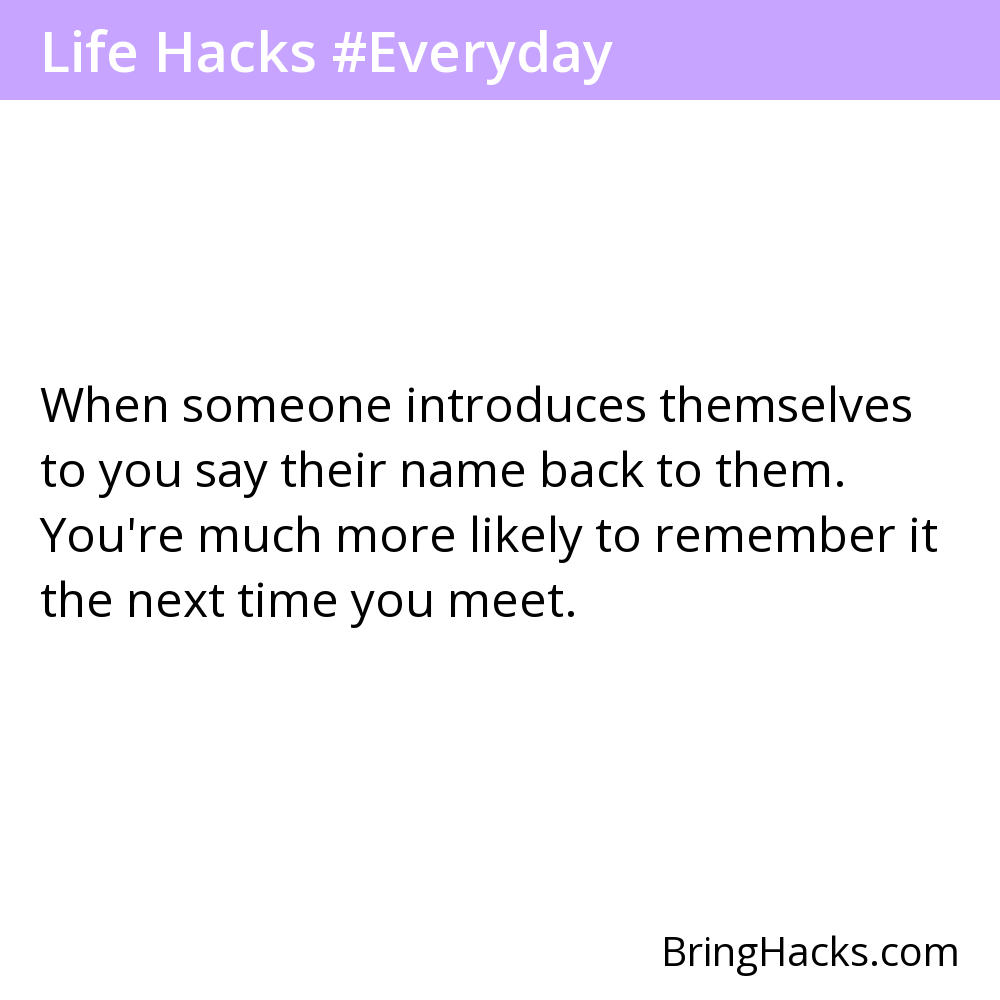 Life Hacks #Everyday
When someone introduces themselves
to you say their name back to them.
You're much more likely to remember it
the next time you meet.
BringHacks.com